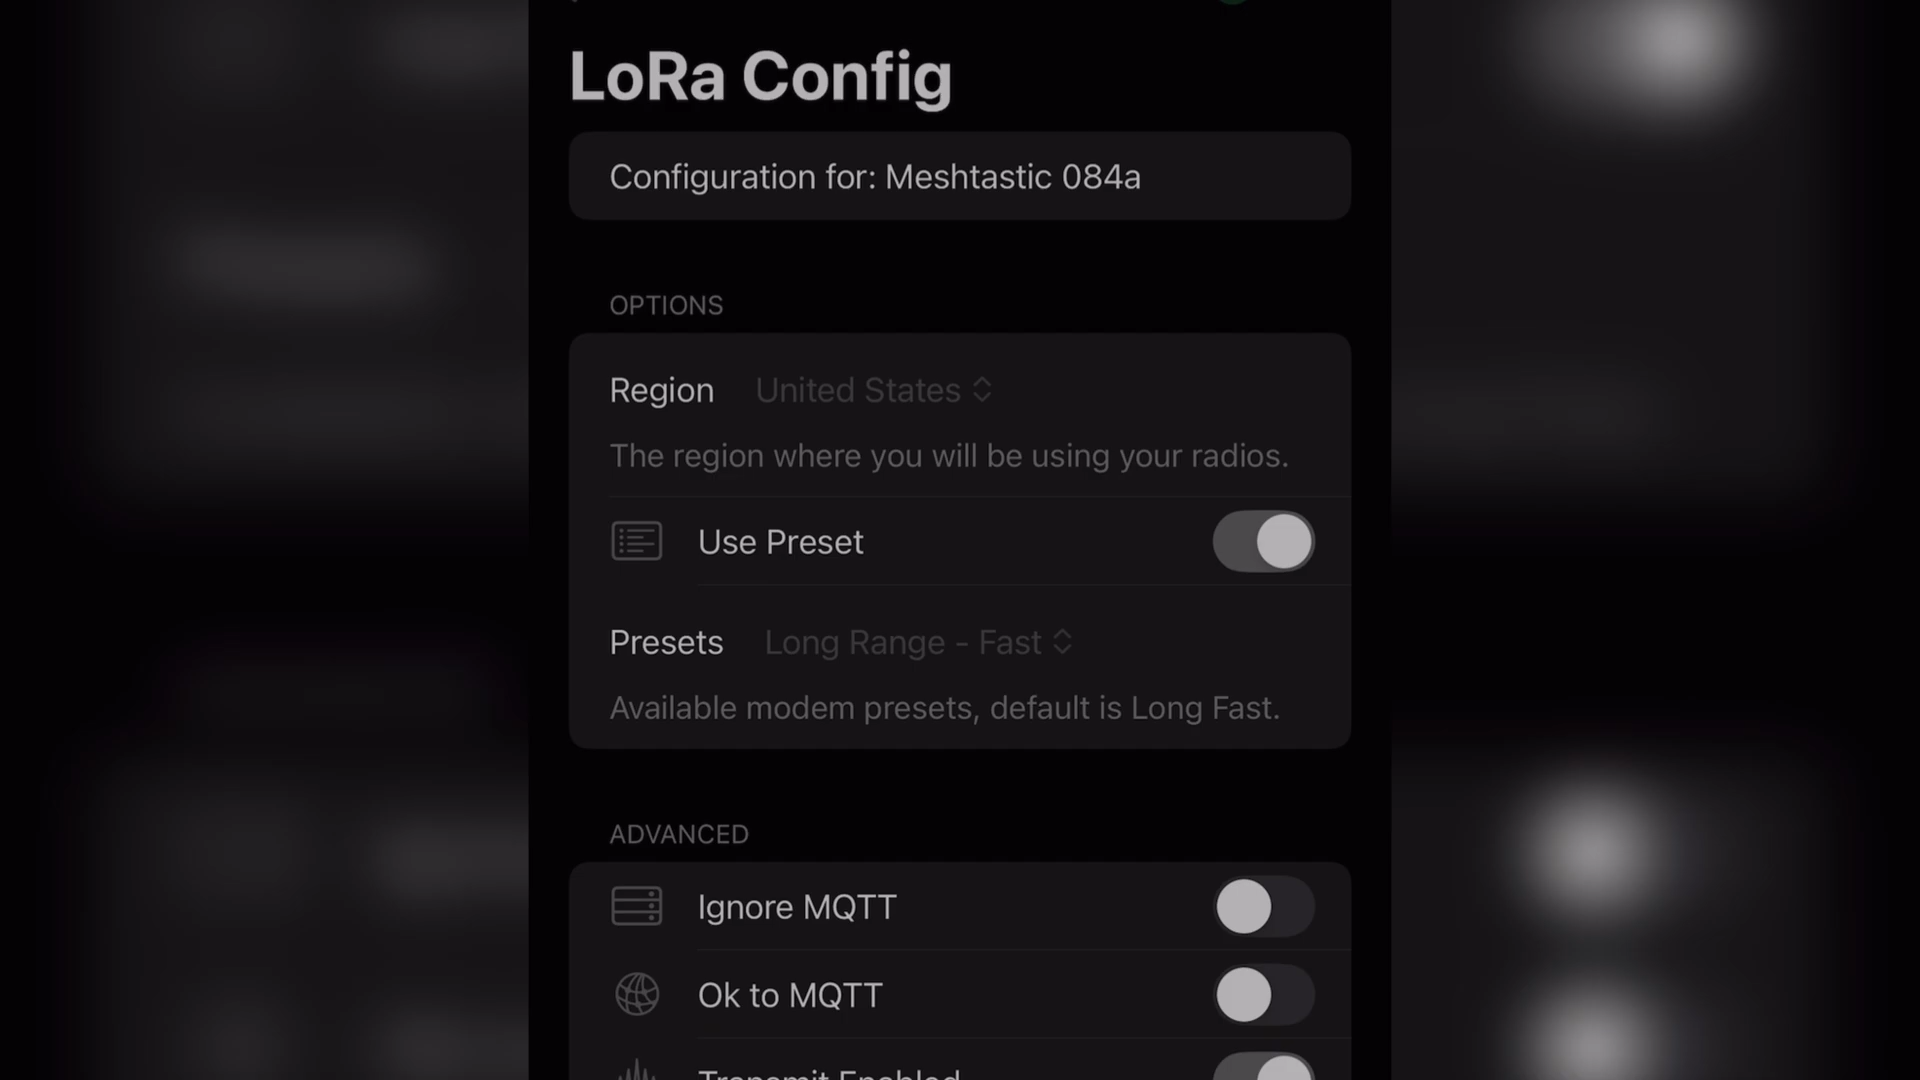 LoRa Config
Configuration for: Meshtastic 084a
OPTIONS
Region United States
The region where you will be using your radios.
Use Preset
Presets Long Range - Fast
Available modem presets, default is Long Fast.
ADVANCED
Ignore MQTT
Ok to MQTT
Transmit Enabled